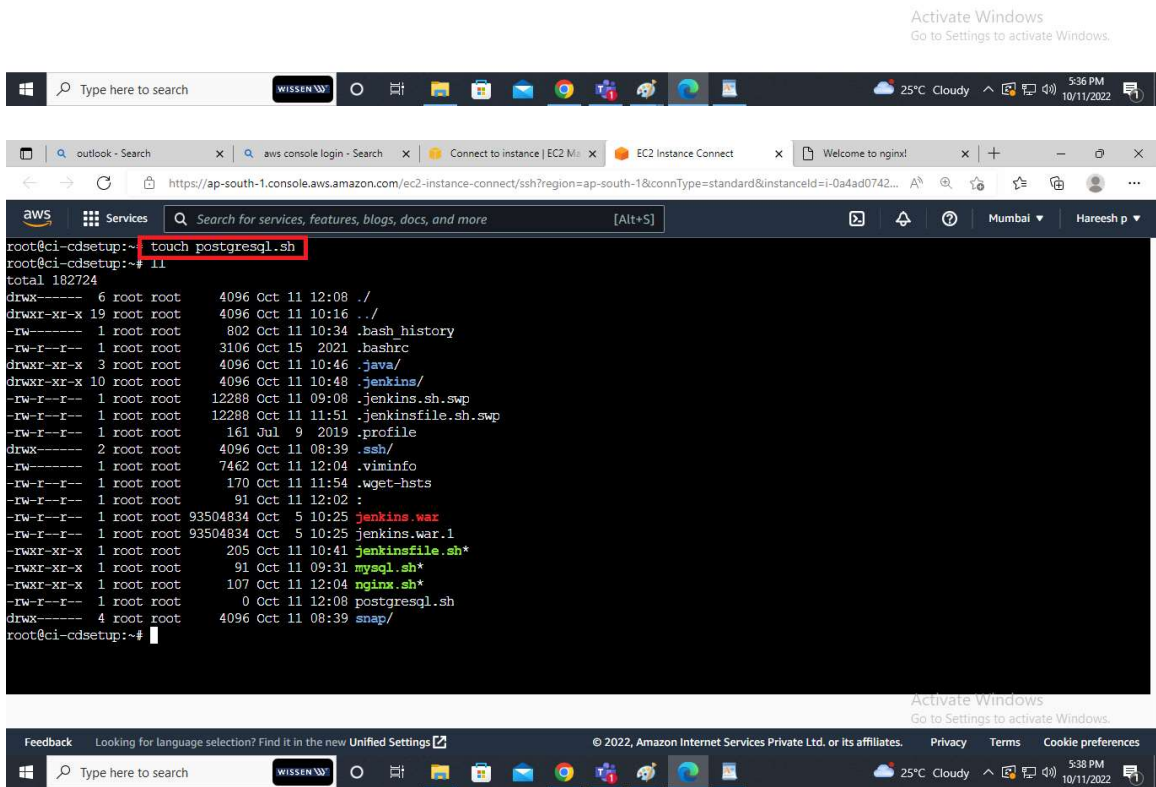 Activate Windows
Go to Settings to activate Windows.
Type here to search
WISSEN
25°C Cloudy
5:36 PM
10/11/2022
outlook - Search
aws console login - Search
Connect to instance | EC2 Ma
EC2 Instance Connect
Welcome to nginx!
https://ap-south-1.console.aws.amazon.com/ec2-instance-connect/ssh?region=ap-south-1&connType=standard&instanceId=i-0a4ad0742...
aws Services Search for services, features, blogs, docs, and more [Alt+S] Mumbai ▼ Hareesh p ▼
root@ci-cdsetup:~# touch postgresql.sh
root@ci-cdsetup:~# ll
total 182724
drwx------ 6 root root 4096 Oct 11 12:08 ./
drwxr-xr-x 19 root root 4096 Oct 11 10:16 ../
-rw------- 1 root root 802 Oct 11 10:34 .bash_history
-rw-r--r-- 1 root root 3106 Oct 15 2021 .bashrc
drwxr-xr-x 3 root root 4096 Oct 11 10:46 .java/
drwxr-xr-x 10 root root 4096 Oct 11 10:48 .jenkins/
-rw-r--r-- 1 root root 12288 Oct 11 09:08 .jenkins.sh.swp
-rw-r--r-- 1 root root 12288 Oct 11 11:51 .jenkinsfile.sh.swp
-rw-r--r-- 1 root root 161 Jul 9 2019 .profile
drwx------ 2 root root 4096 Oct 11 08:39 .ssh/
-rw------- 1 root root 7462 Oct 11 12:04 .viminfo
-rw-r--r-- 1 root root 170 Oct 11 11:54 .wget-hsts
-rw-r--r-- 1 root root 91 Oct 11 12:02 :
-rw-r--r-- 1 root root 93504834 Oct 5 10:25 jenkins.war
-rw-r--r-- 1 root root 93504834 Oct 5 10:25 jenkins.war.1
-rwxr-xr-x 1 root root 205 Oct 11 10:41 jenkinsfile.sh*
-rwxr-xr-x 1 root root 91 Oct 11 09:31 mysql.sh*
-rwxr-xr-x 1 root root 107 Oct 11 12:04 nginx.sh*
-rw-r--r-- 1 root root 0 Oct 11 12:08 postgresql.sh
drwx------ 4 root root 4096 Oct 11 08:39 snap/
root@ci-cdsetup:~#
Activate Windows
Go to Settings to activate Windows.
Feedback Looking for language selection? Find it in the new Unified Settings © 2022, Amazon Internet Services Private Ltd. or its affiliates. Privacy Terms Cookie preferences
Type here to search
WISSEN
25°C Cloudy
5:38 PM
10/11/2022